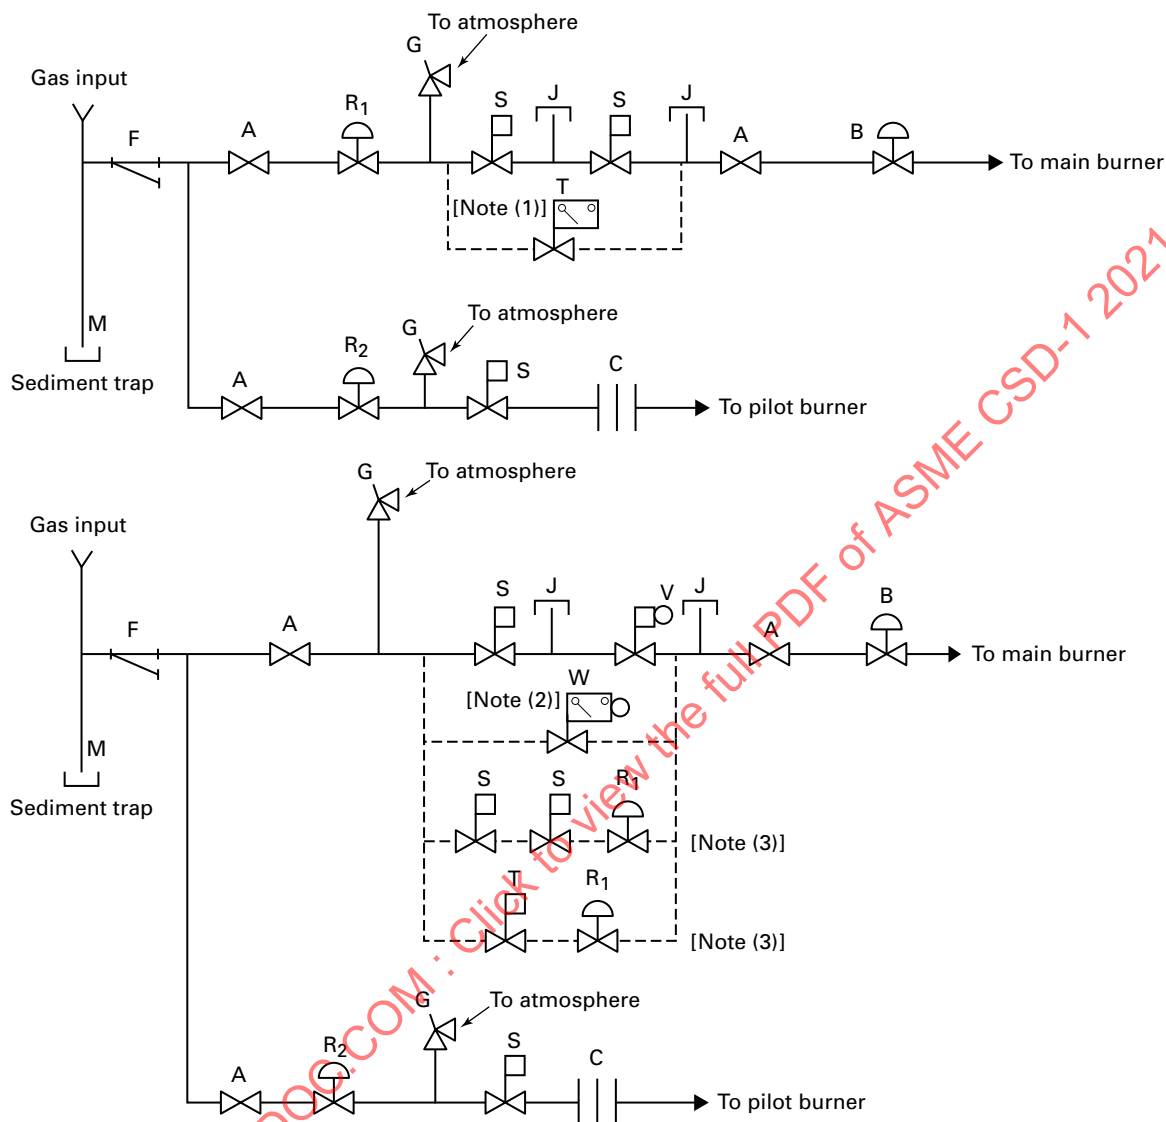 To atmosphere
G
Gas input
F
A
R1
S
J
S
J
A
B
To main burner
[Note (1)]
T
M
Sediment trap
To atmosphere
G
A
R2
S
C
To pilot burner
To atmosphere
G
Gas input
F
A
S
J
V
J
A
B
To main burner
[Note (2)]
W
M
Sediment trap
S
S
R1
[Note (3)]
T
R1
[Note (3)]
To atmosphere
G
A
R2
S
C
To pilot burner
DOC.COM : Click to view the full PDF of ASME CSD-1 2021